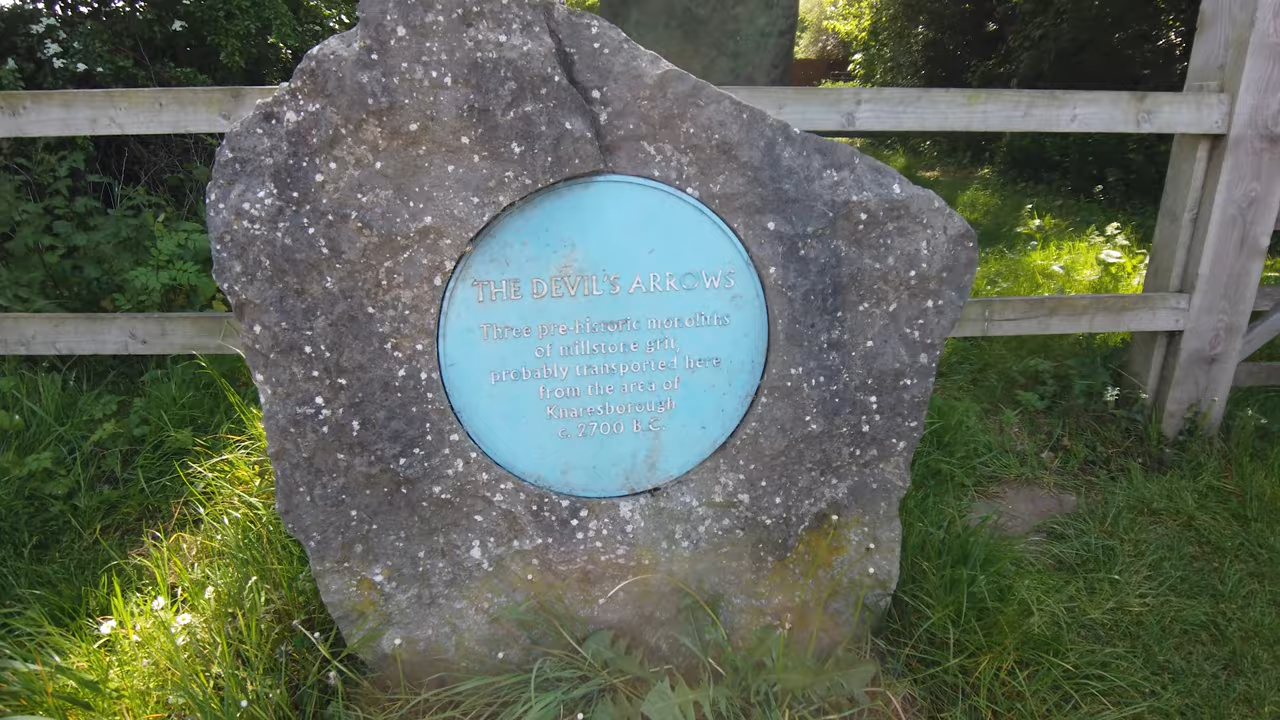 THE DEVIL'S ARROWS
Three pre-historic monoliths
of millstone grit,
probably transported here
from the area of
Knaresborough
c. 2700 B.C.